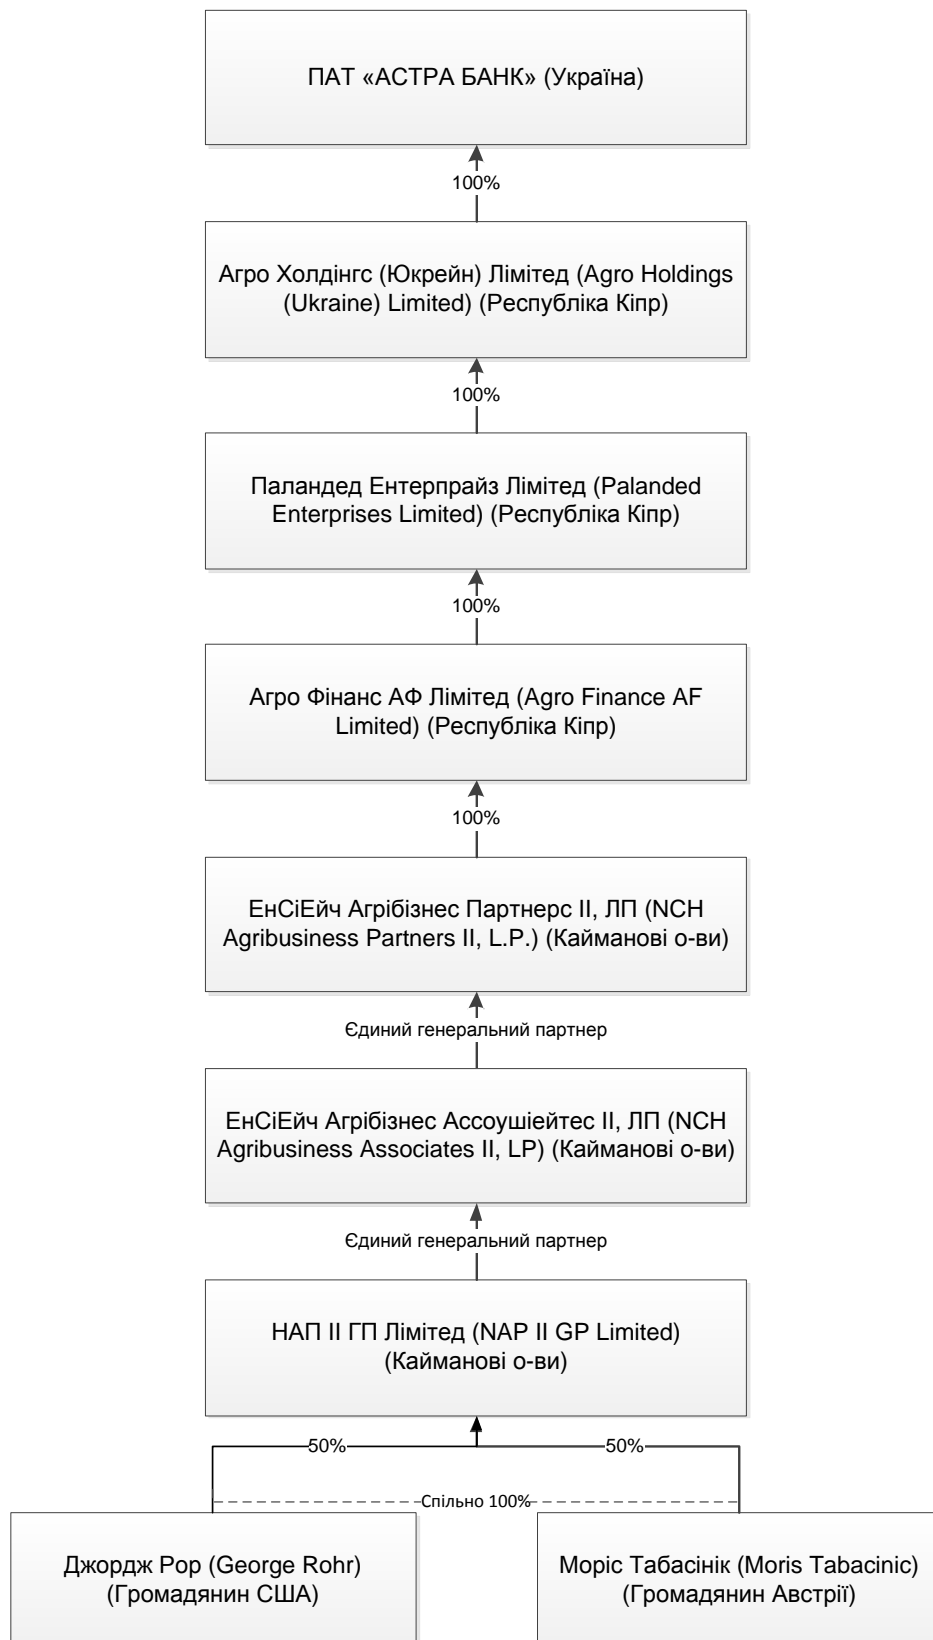 ПАТ «АСТРА БАНК» (Україна)
100%
Агро Холдінгс (Юкрейн) Лімітед (Agro Holdings
(Ukraine) Limited) (Республіка Кіпр)
100%
Паландед Ентерпрайз Лімітед (Palanded
Enterprises Limited) (Республіка Кіпр)
100%
Агро Фінанс АФ Лімітед (Agro Finance AF
Limited) (Республіка Кіпр)
100%
ЕнСіЕйч Агрібізнес Партнерс II, ЛП (NCH
Agribusiness Partners II, L.P.) (Кайманові о-ви)
Єдиний генеральний партнер
ЕнСіЕйч Агрібізнес Ассоушіейтес II, ЛП (NCH
Agribusiness Associates II, LP) (Кайманові о-ви)
Єдиний генеральний партнер
НАП II ГП Лімітед (NAP II GP Limited)
(Кайманові о-ви)
50% 50%
Спільно 100%
Джордж Рор (George Rohr)
(Громадянин США)
Моріс Табасінік (Moris Tabacinic)
(Громадянин Австрії)